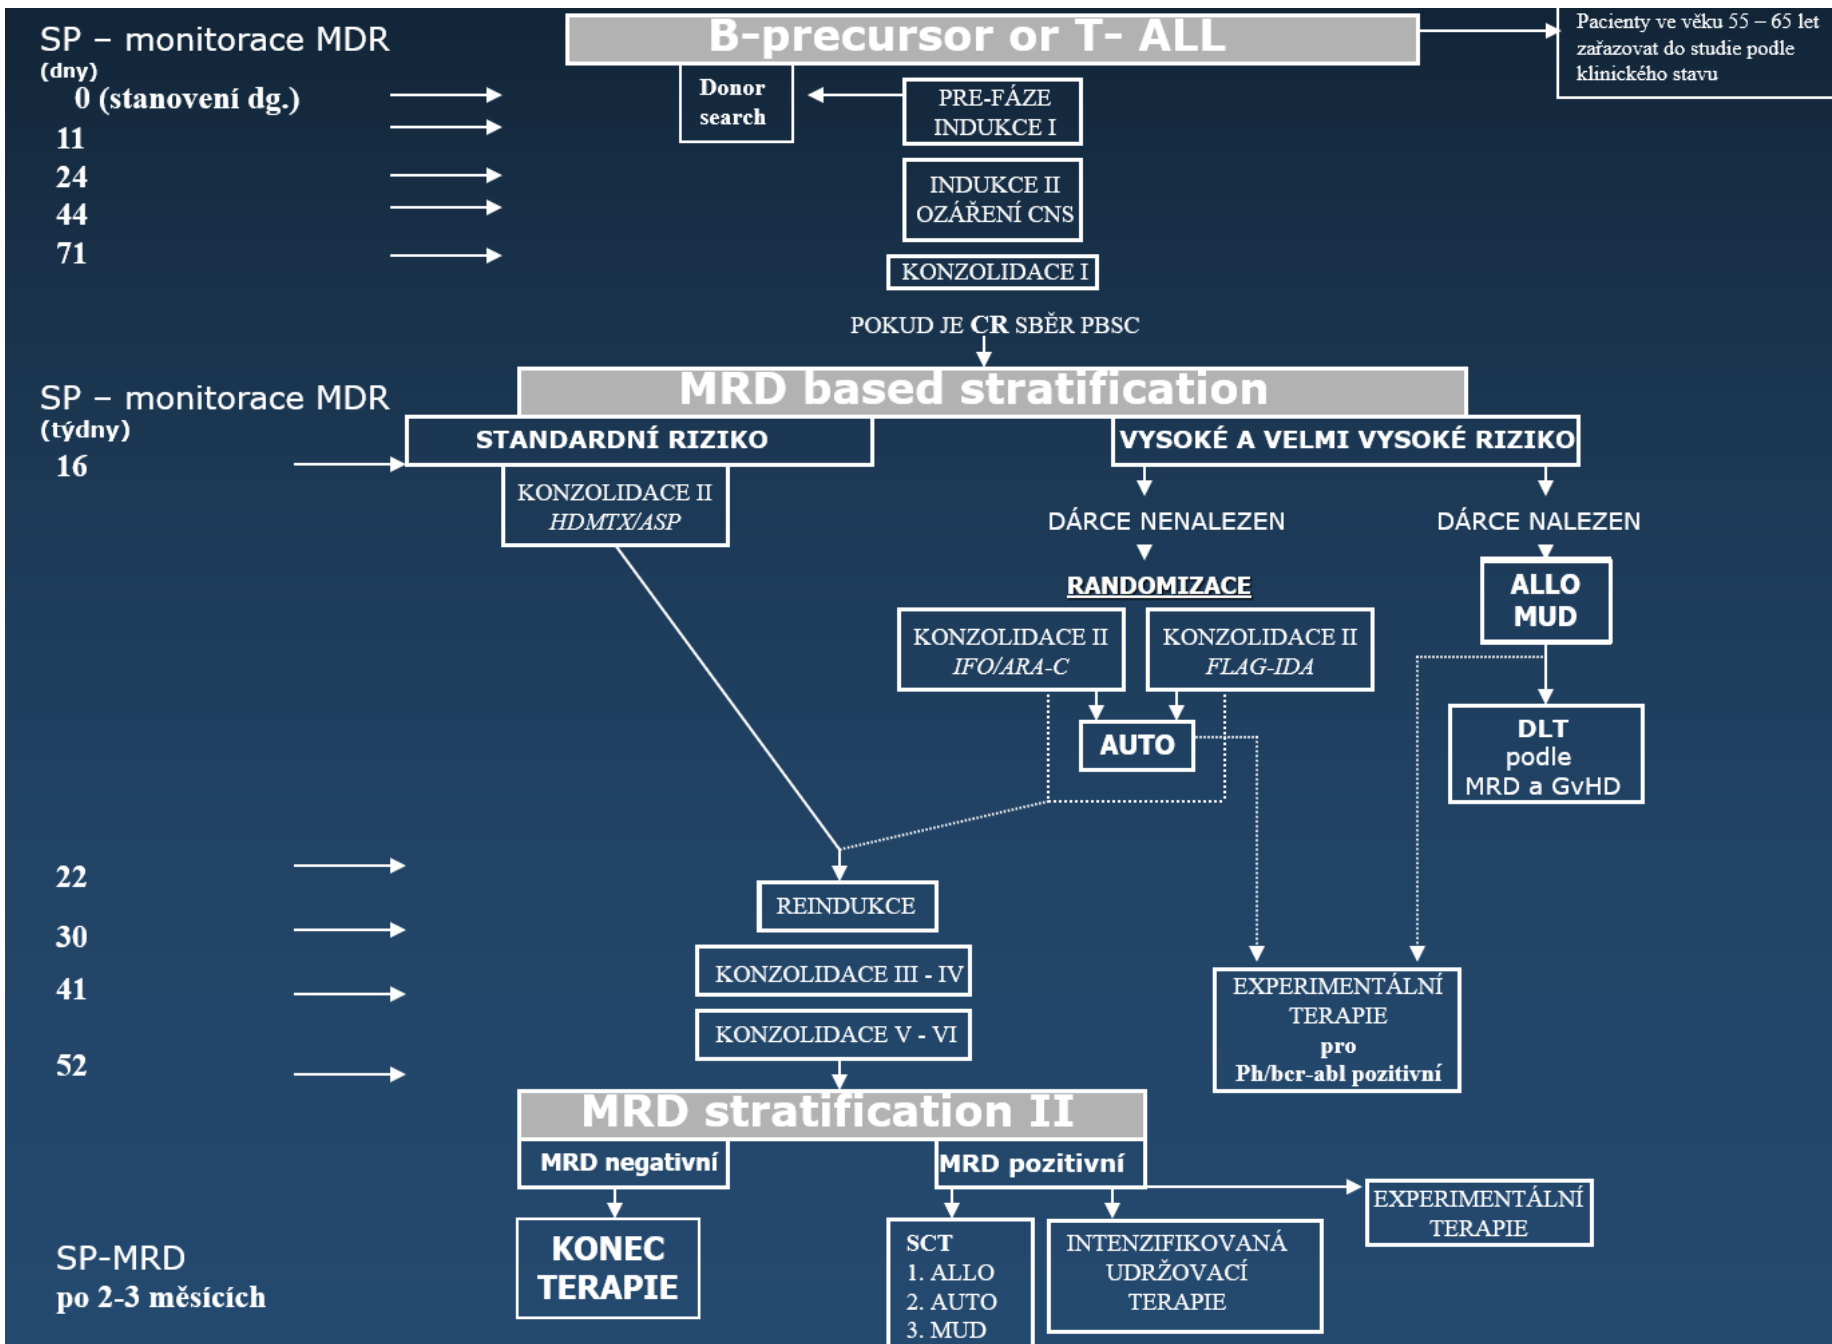 SP – monitorace MDR
(dny)
0 (stanovení dg.)
11
24
44
71
B-precursor or T- ALL
Pacienty ve věku 55 – 65 let
zařazovat do studie podle
klinického stavu
Donor
search
PRE-FÁZE
INDUKCE I
INDUKCE II
OZÁŘENÍ CNS
KONZOLIDACE I
POKUD JE CR SBĚR PBSC
MRD based stratification
SP – monitorace MDR
(týdny)
16
STANDARDNÍ RIZIKO
VYSOKÉ A VELMI VYSOKÉ RIZIKO
KONZOLIDACE II
HDMTX/ASP
DÁRCE NENALEZEN
DÁRCE NALEZEN
RANDOMIZACE
ALLO
MUD
KONZOLIDACE II
IFO/ARA-C
KONZOLIDACE II
FLAG-IDA
AUTO
DLT
podle
MRD a GvHD
22
30
41
52
REINDUKCE
KONZOLIDACE III - IV
KONZOLIDACE V - VI
EXPERIMENTÁLNÍ
TERAPIE
pro
Ph/bcr-abl pozitivní
MRD stratification II
MRD negativní
MRD pozitivní
KONEC
TERAPIE
SCT
1. ALLO
2. AUTO
3. MUD
INTENZIFIKOVANÁ
UDRŽOVACÍ
TERAPIE
EXPERIMENTÁLNÍ
TERAPIE
SP-MRD
po 2-3 měsících